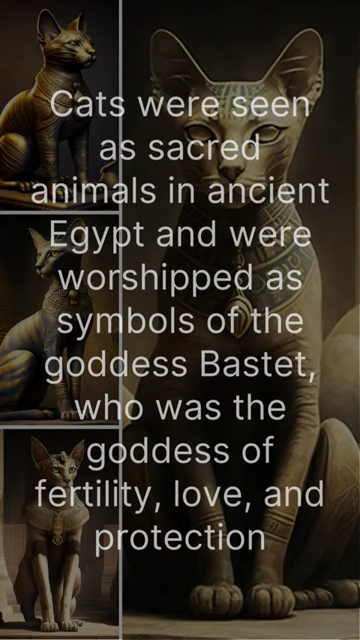 Cats were seen
as sacred
animals in ancient
Egypt and were
worshipped as
symbols of the
goddess Bastet,
who was the
goddess of
fertility, love, and
protection